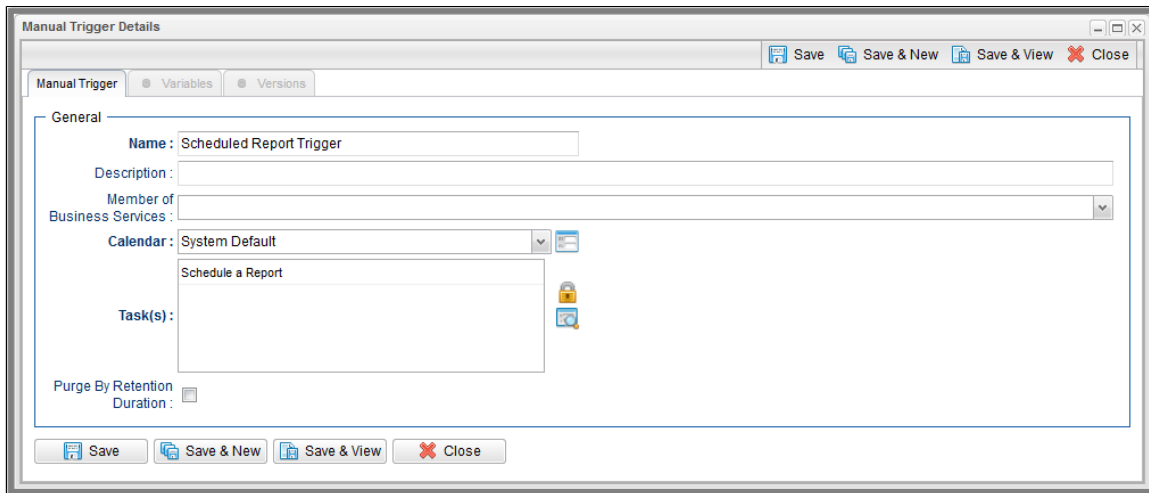 Manual Trigger Details
Save Save & New Save & View Close
Manual Trigger Variables Versions
General
Name : Scheduled Report Trigger
Description :
Member of
Business Services :
Calendar : System Default
Schedule a Report
Task(s) :
Purge By Retention
Duration :
Save Save & New Save & View Close